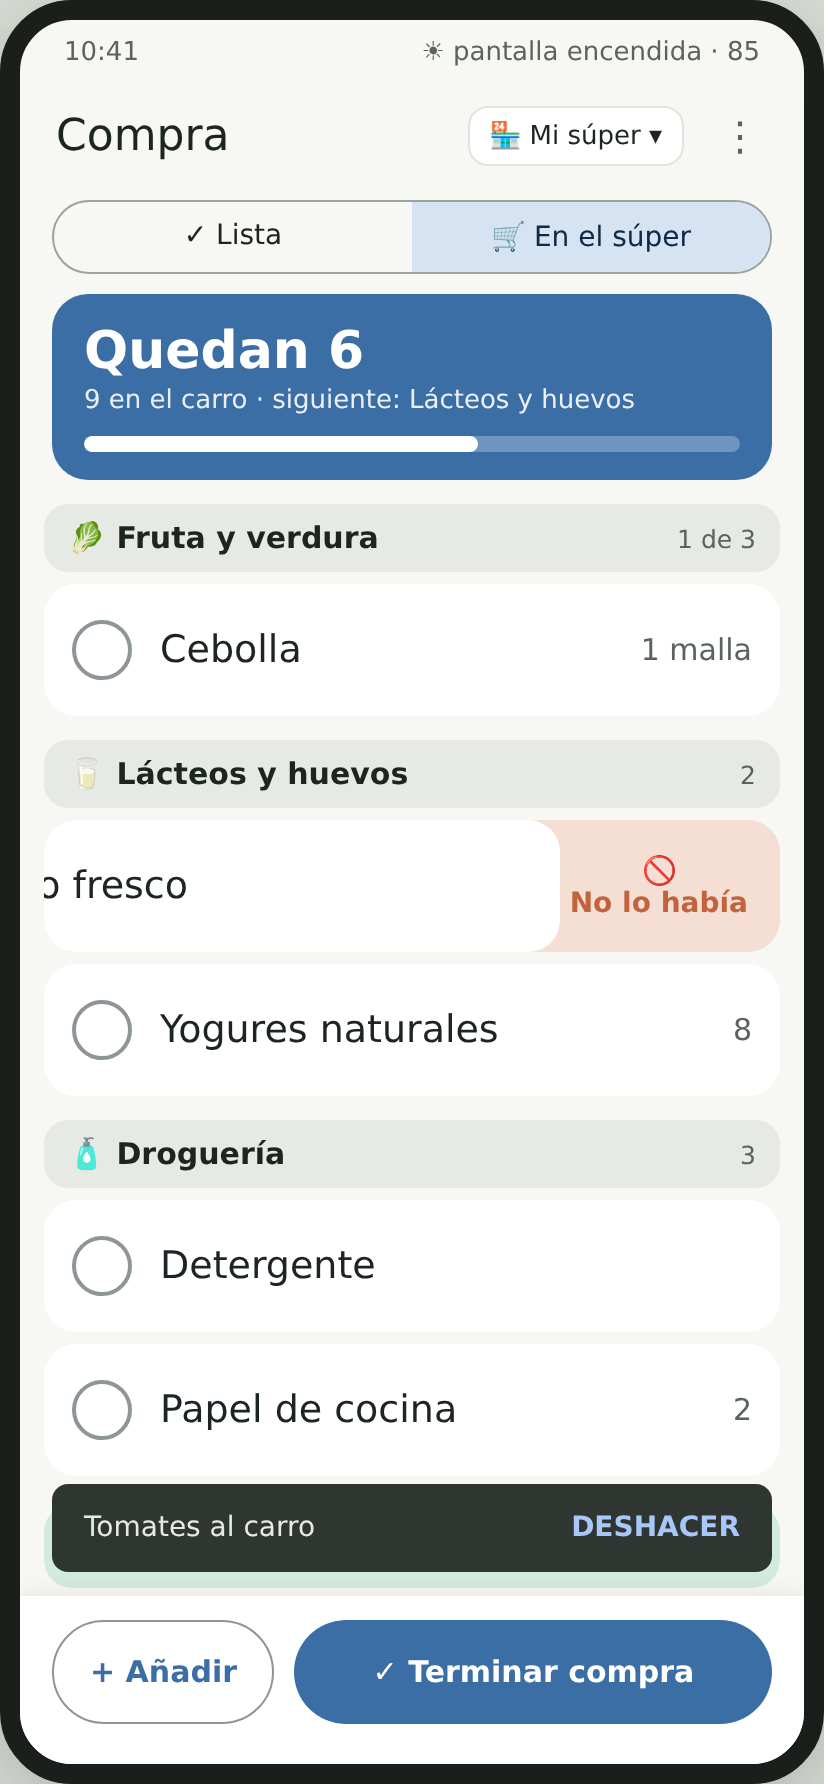 10:41
☀ pantalla encendida · 85
Compra
Mi súper ▾
⋮
✓ Lista
En el súper
Quedan 6
9 en el carro · siguiente: Lácteos y huevos
Fruta y verdura
1 de 3
Cebolla
1 malla
Lácteos y huevos
2
o fresco
No lo había
Yogures naturales
8
Droguería
3
Detergente
Papel de cocina
2
Tomates al carro
DESHACER
+ Añadir
✓ Terminar compra